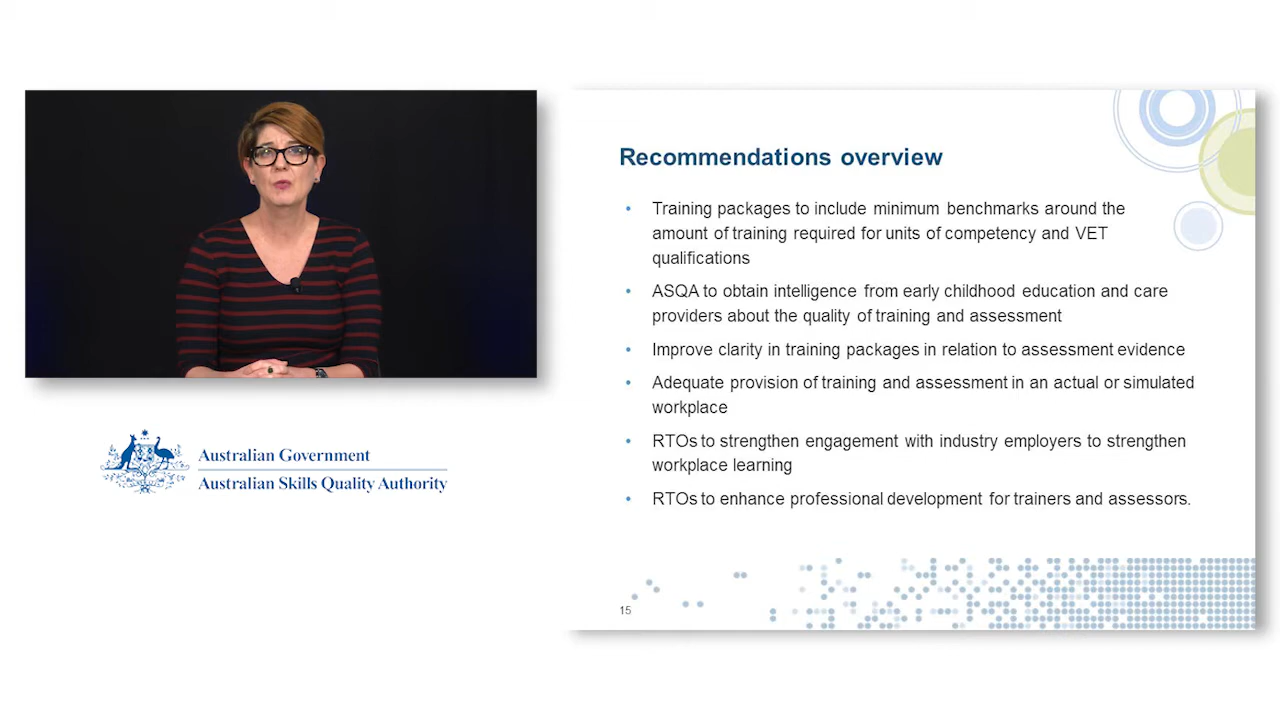 Recommendations overview
• Training packages to include minimum benchmarks around the
amount of training required for units of competency and VET
qualifications
• ASQA to obtain intelligence from early childhood education and care
providers about the quality of training and assessment
• Improve clarity in training packages in relation to assessment evidence
• Adequate provision of training and assessment in an actual or simulated
workplace
• RTOs to strengthen engagement with industry employers to strengthen
workplace learning
• RTOs to enhance professional development for trainers and assessors.
15
Australian Government
Australian Skills Quality Authority